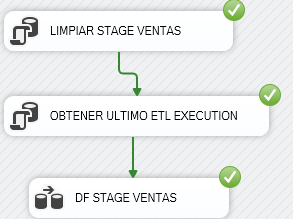 LIMPIAR STAGE VENTAS
OBTENER ULTIMO ETL EXECUTION
DF STAGE VENTAS